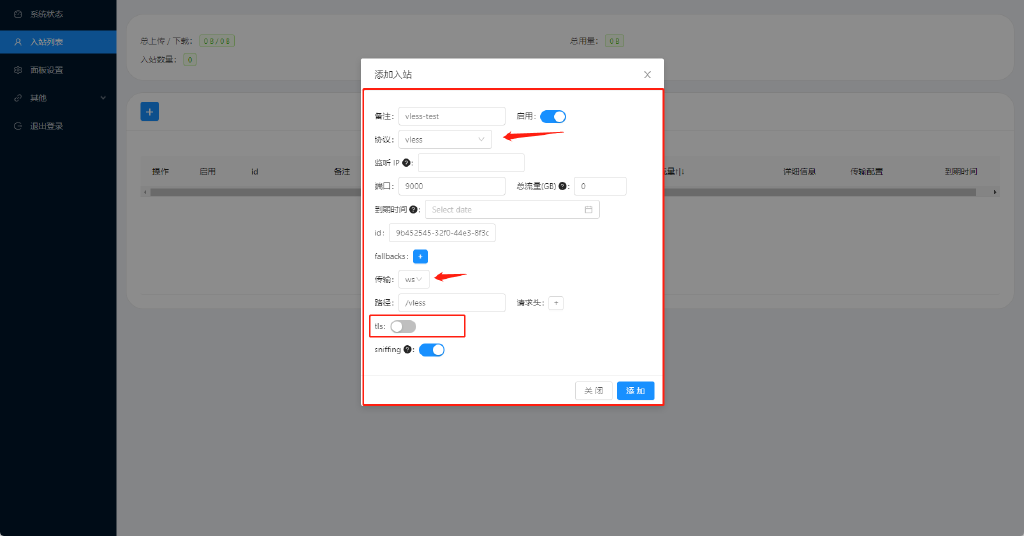 系统状态
入站列表
面板设置
其他
退出登录
总上传 / 下载: 0 B / 0 B
总用量: 0 B
入站数量: 0
+
操作 启用 id 备注 量↑|↓ 详细信息 传输配置 到期时间
添加入站
备注: vless-test 启用:
协议: vless
监听 IP ?:
端口: 9000 总流量(GB) ?: 0
到期时间 ?: Select date
id: 9b452545-32f0-44e3-8f3c
fallbacks: +
传输: ws
路径: /vless 请求头: +
tls:
sniffing ?:
关 闭 添 加